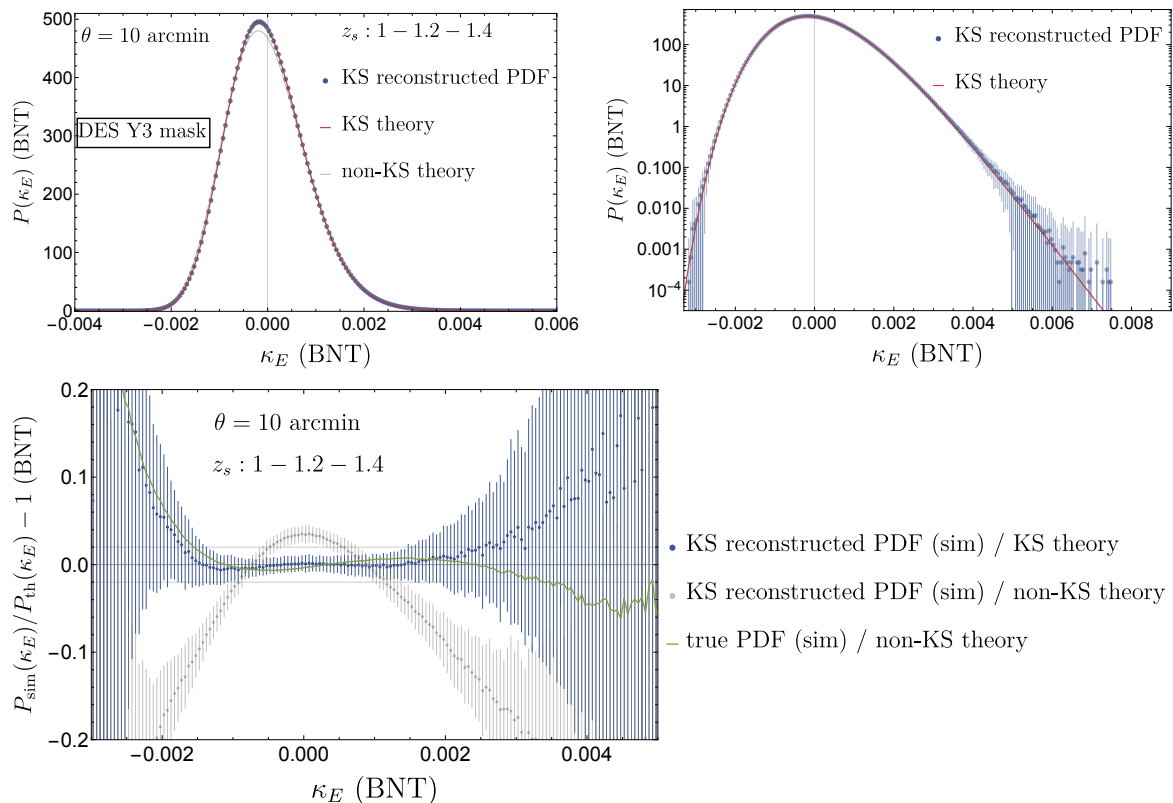 θ = 10 arcmin
z_s : 1 − 1.2 − 1.4
KS reconstructed PDF
KS theory
non-KS theory
DES Y3 mask
P(κ_E) (BNT)
500
400
300
200
100
0
−0.004
−0.002
0.000
0.002
0.004
0.006
κ_E (BNT)
KS reconstructed PDF
KS theory
P(κ_E) (BNT)
100
10
1
0.100
0.010
0.001
10⁻⁴
−0.002
0.000
0.002
0.004
0.006
0.008
κ_E (BNT)
θ = 10 arcmin
z_s : 1 − 1.2 − 1.4
P_sim(κ_E)/P_th(κ_E) − 1 (BNT)
0.2
0.1
0.0
−0.1
−0.2
−0.002
0.000
0.002
0.004
κ_E (BNT)
KS reconstructed PDF (sim) / KS theory
KS reconstructed PDF (sim) / non-KS theory
true PDF (sim) / non-KS theory